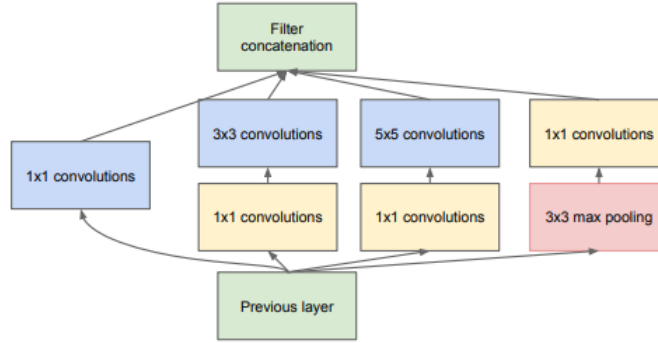 Filter
concatenation
3x3 convolutions
5x5 convolutions
1x1 convolutions
1x1 convolutions
1x1 convolutions
1x1 convolutions
3x3 max pooling
Previous layer